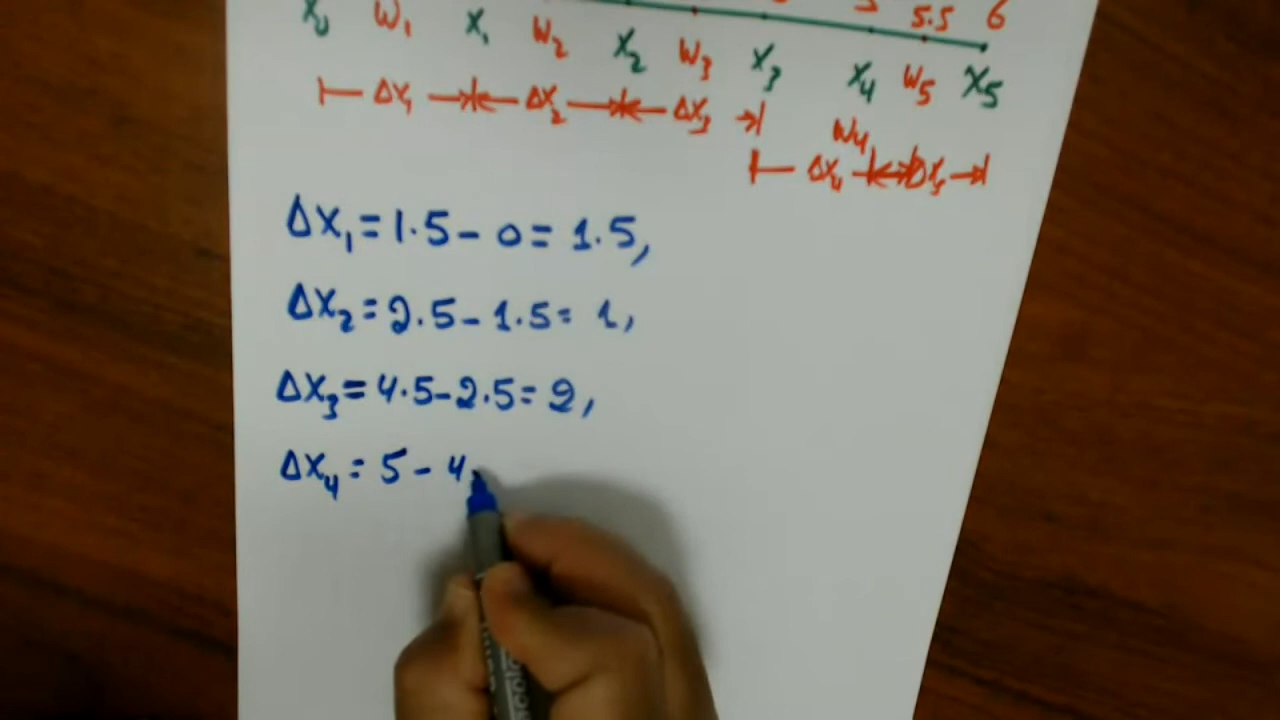 5.5 6
x₀ W₁ x₁ W₂ x₂ W₃ x₃ x₄ W₅ x₅
Δx₁ Δx₂ Δx₃ W₄
Δx₄ Δx₅
Δx₁ = 1.5 - 0 = 1.5,
Δx₂ = 2.5 - 1.5 = 1,
Δx₃ = 4.5 - 2.5 = 2,
Δx₄ = 5 - 4.